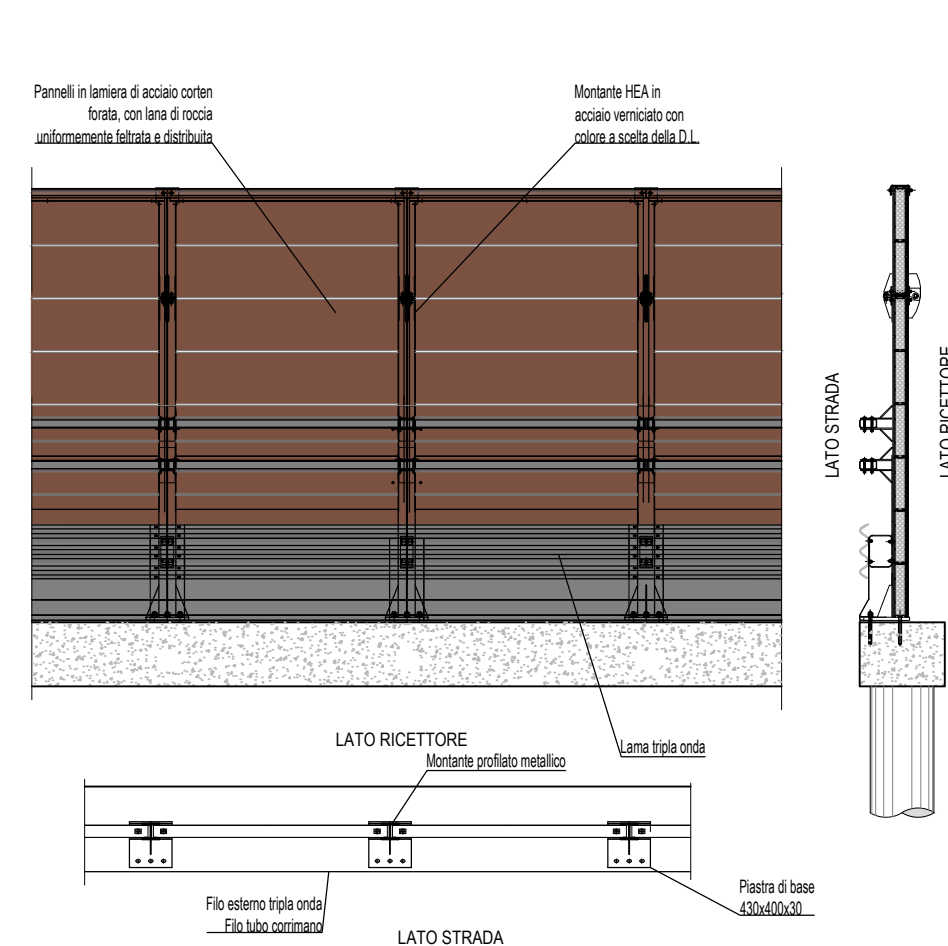 Pannelli in lamiera di acciaio corten
forata, con lana di roccia
uniformemente feltrata e distribuita
Montante HEA in
acciaio verniciato con
colore a scelta della D.L.
LATO STRADA
LATO RICETTORE
LATO RICETTORE
Montante profilato metallico
Lama tripla onda
Filo esterno tripla onda
Filo tubo corrimano
Piastra di base
430x400x30
LATO STRADA